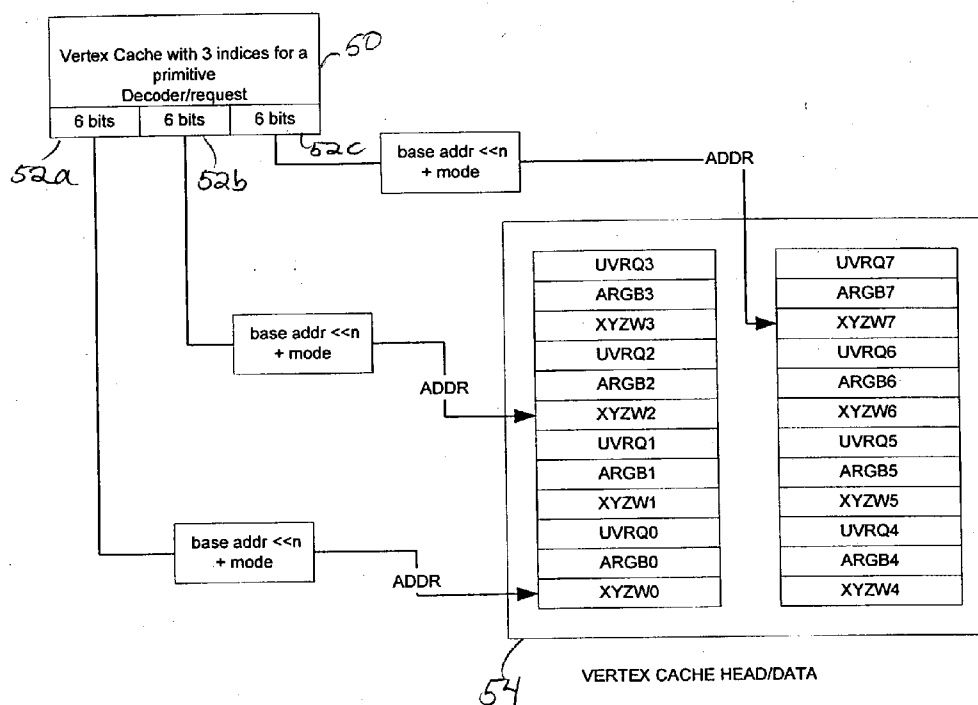 Vertex Cache with 3 indices for a
primitive
Decoder/request
50
6 bits
6 bits
6 bits
52a
52b
52c
base addr <<n
+ mode
ADDR
base addr <<n
+ mode
ADDR
base addr <<n
+ mode
ADDR
UVRQ3
ARGB3
XYZW3
UVRQ2
ARGB2
XYZW2
UVRQ1
ARGB1
XYZW1
UVRQ0
ARGB0
XYZW0
UVRQ7
ARGB7
XYZW7
UVRQ6
ARGB6
XYZW6
UVRQ5
ARGB5
XYZW5
UVRQ4
ARGB4
XYZW4
54
VERTEX CACHE HEAD/DATA